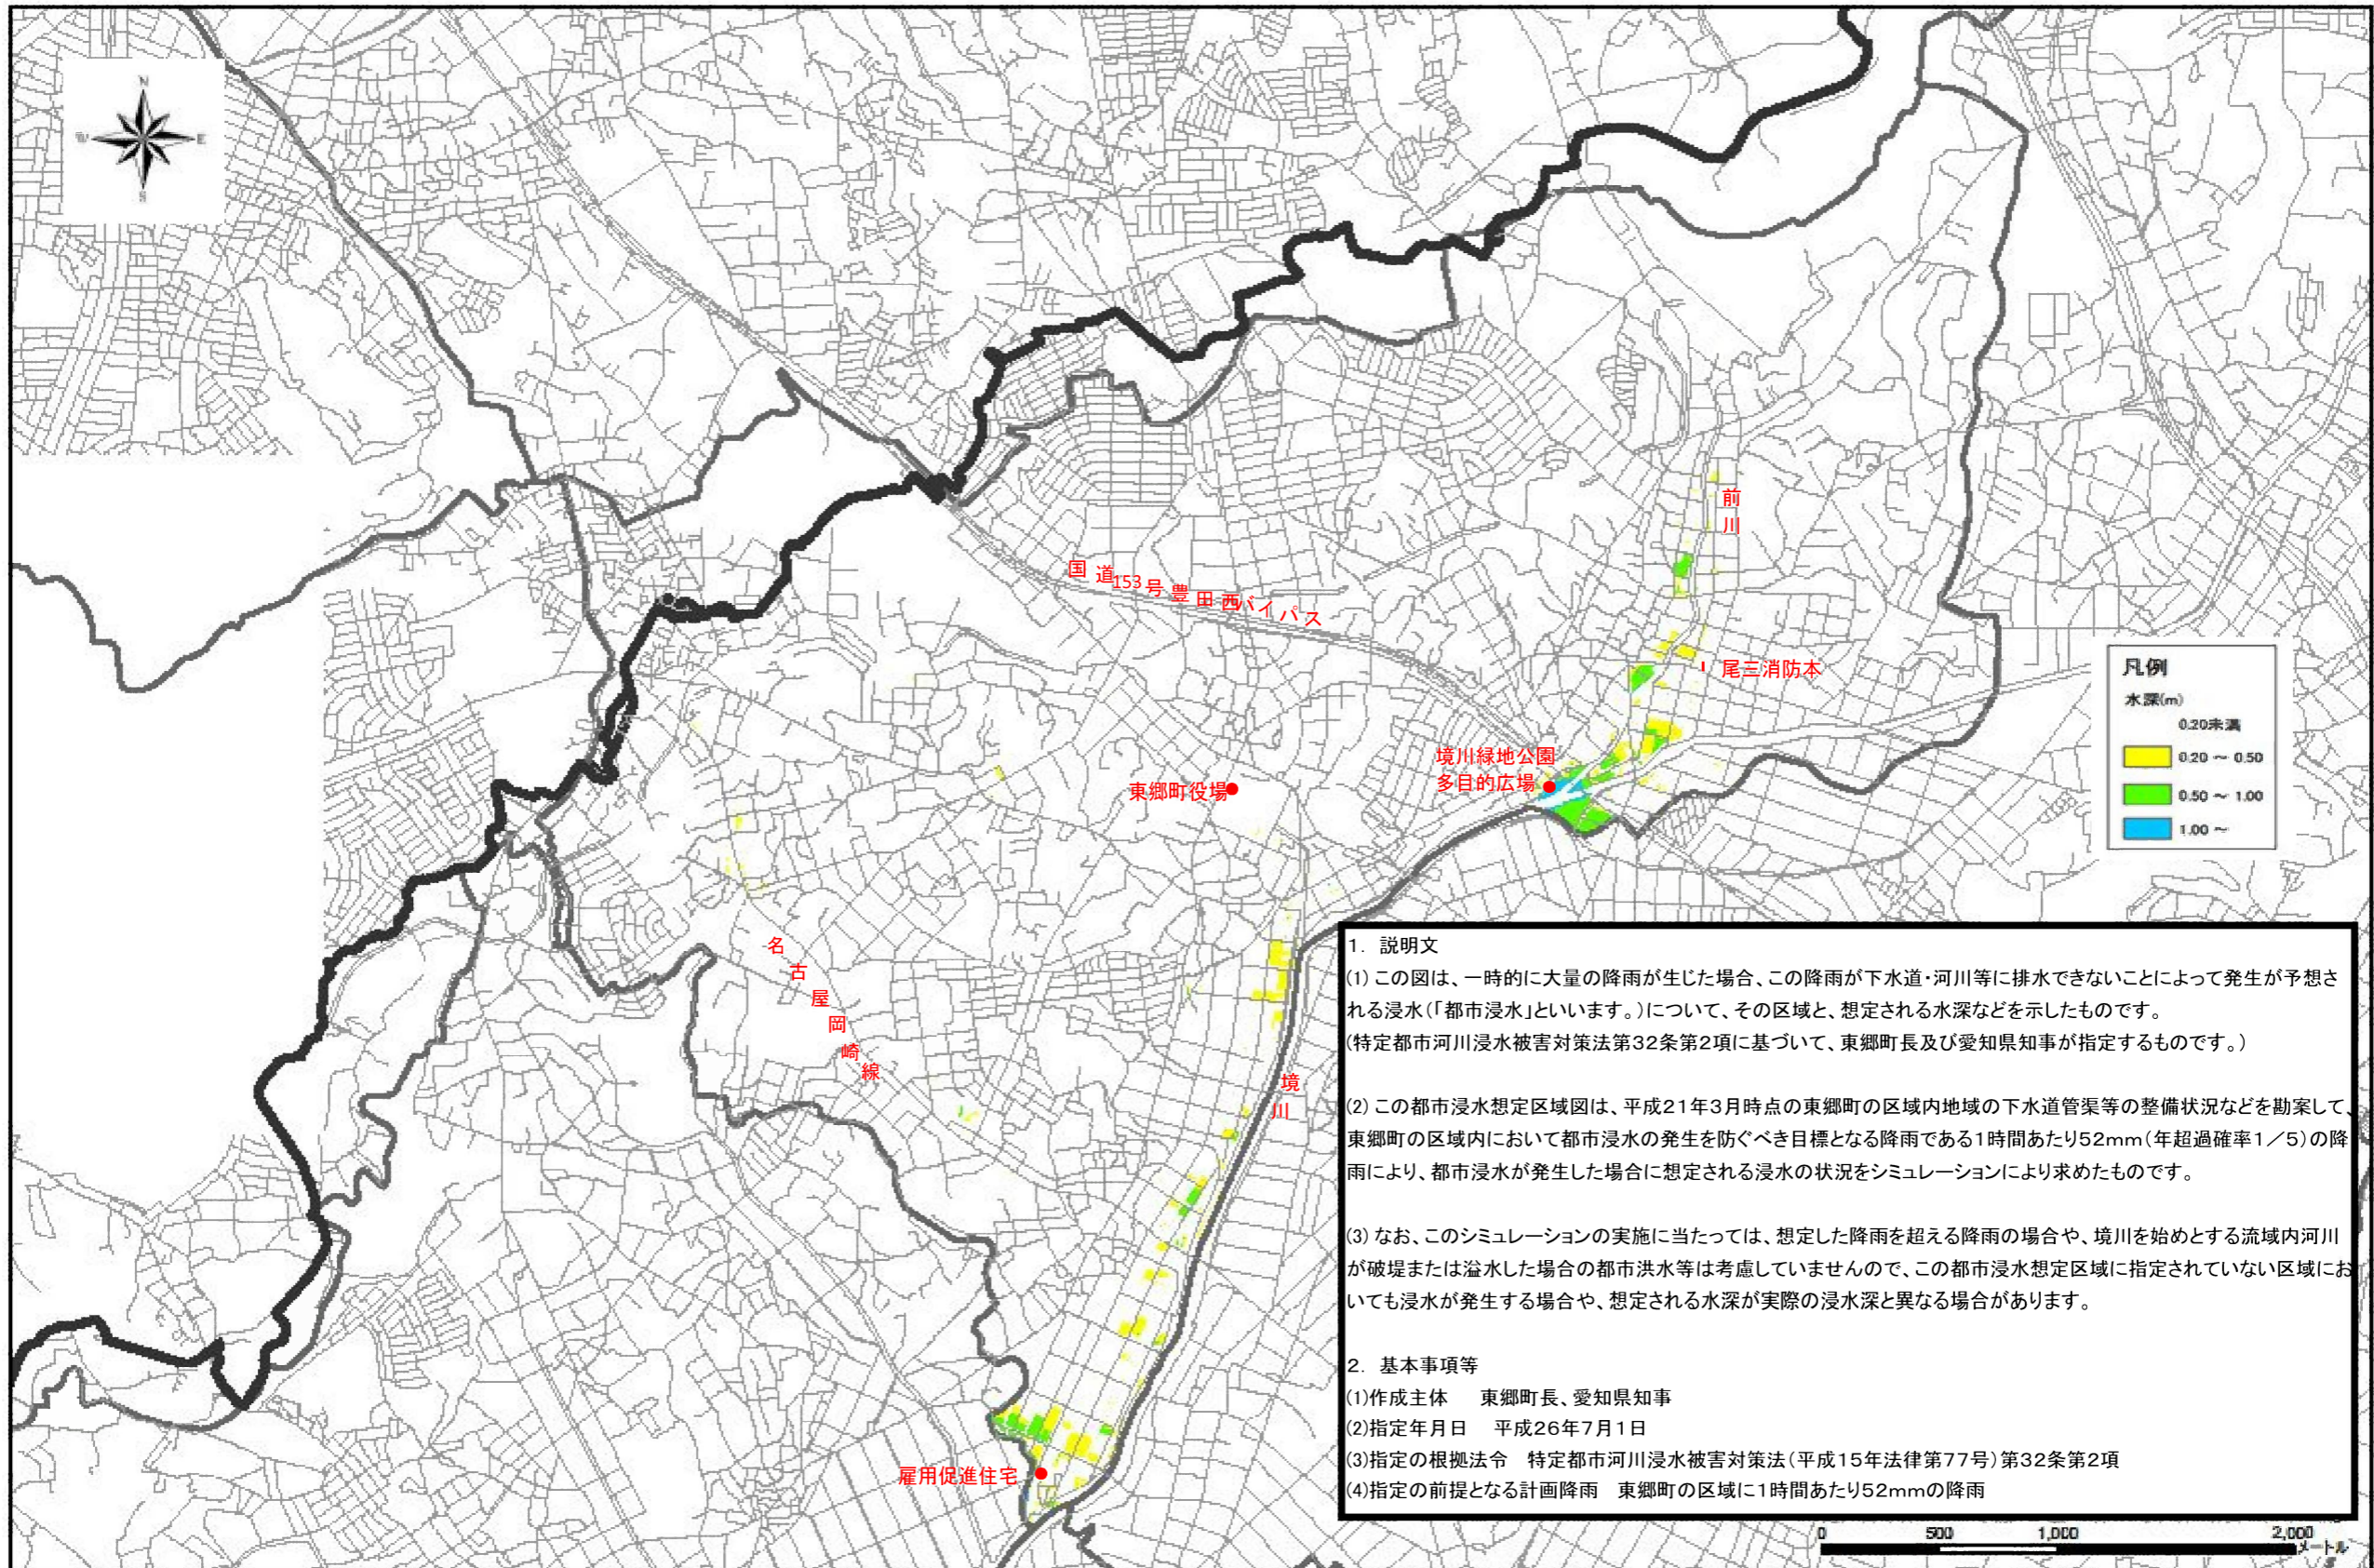 N
W
E
S
前川
国道153号豊田西バイパス
尾三消防本
境川緑地公園
多目的広場
東郷町役場
名古屋岡崎線
境川
雇用促進住宅
凡例
水深(m)
0.20未満
0.20 ～ 0.50
0.50 ～ 1.00
1.00 ～
1. 説明文
(1) この図は、一時的に大量の降雨が生じた場合、この降雨が下水道・河川等に排水できないことによって発生が予想さ
れる浸水(「都市浸水」といいます。)について、その区域と、想定される水深などを示したものです。
(特定都市河川浸水被害対策法第32条第2項に基づいて、東郷町長及び愛知県知事が指定するものです。)
(2) この都市浸水想定区域図は、平成21年3月時点の東郷町の区域内地域の下水道管渠等の整備状況などを勘案して、
東郷町の区域内において都市浸水の発生を防ぐべき目標となる降雨である1時間あたり52mm(年超過確率1／5)の降
雨により、都市浸水が発生した場合に想定される浸水の状況をシミュレーションにより求めたものです。
(3) なお、このシミュレーションの実施に当たっては、想定した降雨を超える降雨の場合や、境川を始めとする流域内河川
が破堤または溢水した場合の都市洪水等は考慮していませんので、この都市浸水想定区域に指定されていない区域にお
いても浸水が発生する場合や、想定される水深が実際の浸水深と異なる場合があります。
2. 基本事項等
(1)作成主体　東郷町長、愛知県知事
(2)指定年月日　平成26年7月1日
(3)指定の根拠法令　特定都市河川浸水被害対策法(平成15年法律第77号)第32条第2項
(4)指定の前提となる計画降雨　東郷町の区域に1時間あたり52mmの降雨
0 500 1,000 2,000
メートル